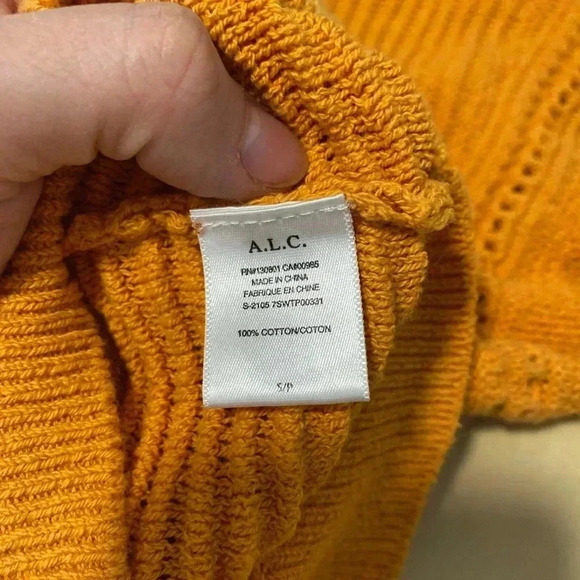 A.L.C.
RN#130801 CA#00985
MADE IN CHINA
FABRIQUE EN CHINE
S-2105 7SWTP00331
100% COTTON/COTON
S/P